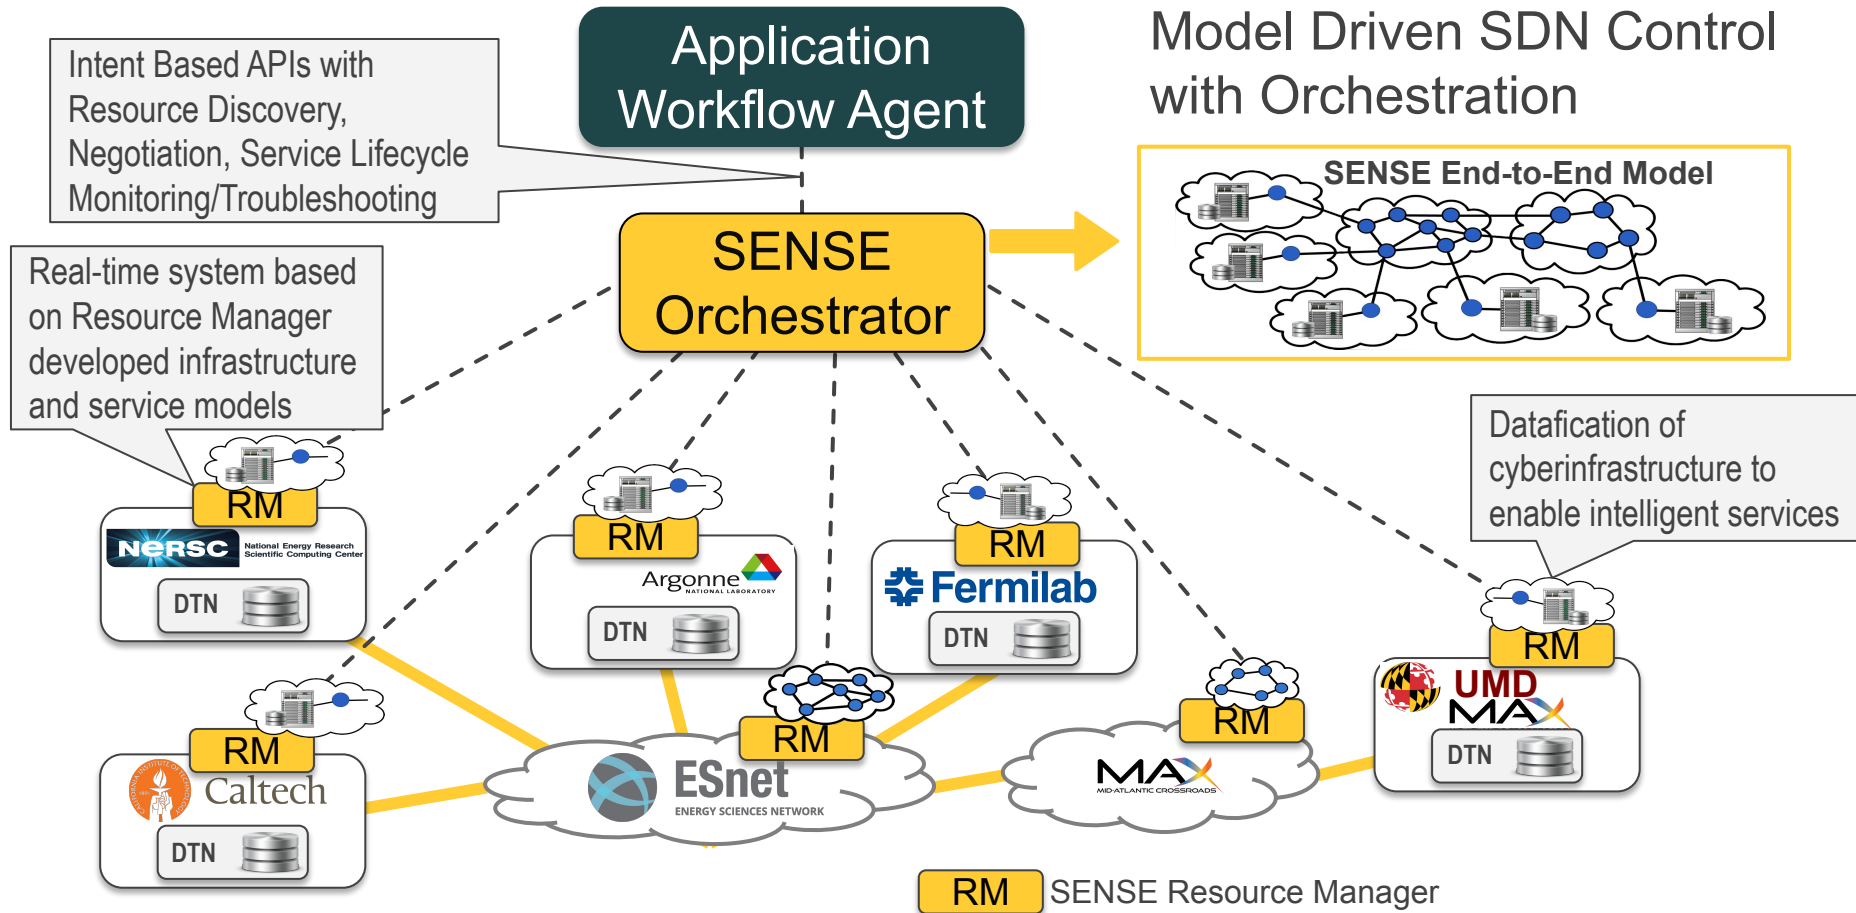 Application
Workflow Agent
Model Driven SDN Control
with Orchestration
Intent Based APIs with
Resource Discovery,
Negotiation, Service Lifecycle
Monitoring/Troubleshooting
SENSE End-to-End Model
SENSE
Orchestrator
Real-time system based
on Resource Manager
developed infrastructure
and service models
Datafication of
cyberinfrastructure to
enable intelligent services
RM
NERSC
National Energy Research
Scientific Computing Center
DTN
RM
Argonne
NATIONAL LABORATORY
DTN
RM
Fermilab
DTN
RM
UMD
MAX
DTN
RM
Caltech
DTN
RM
ESnet
ENERGY SCIENCES NETWORK
RM
MAX
MID-ATLANTIC CROSSROADS
RM
SENSE Resource Manager